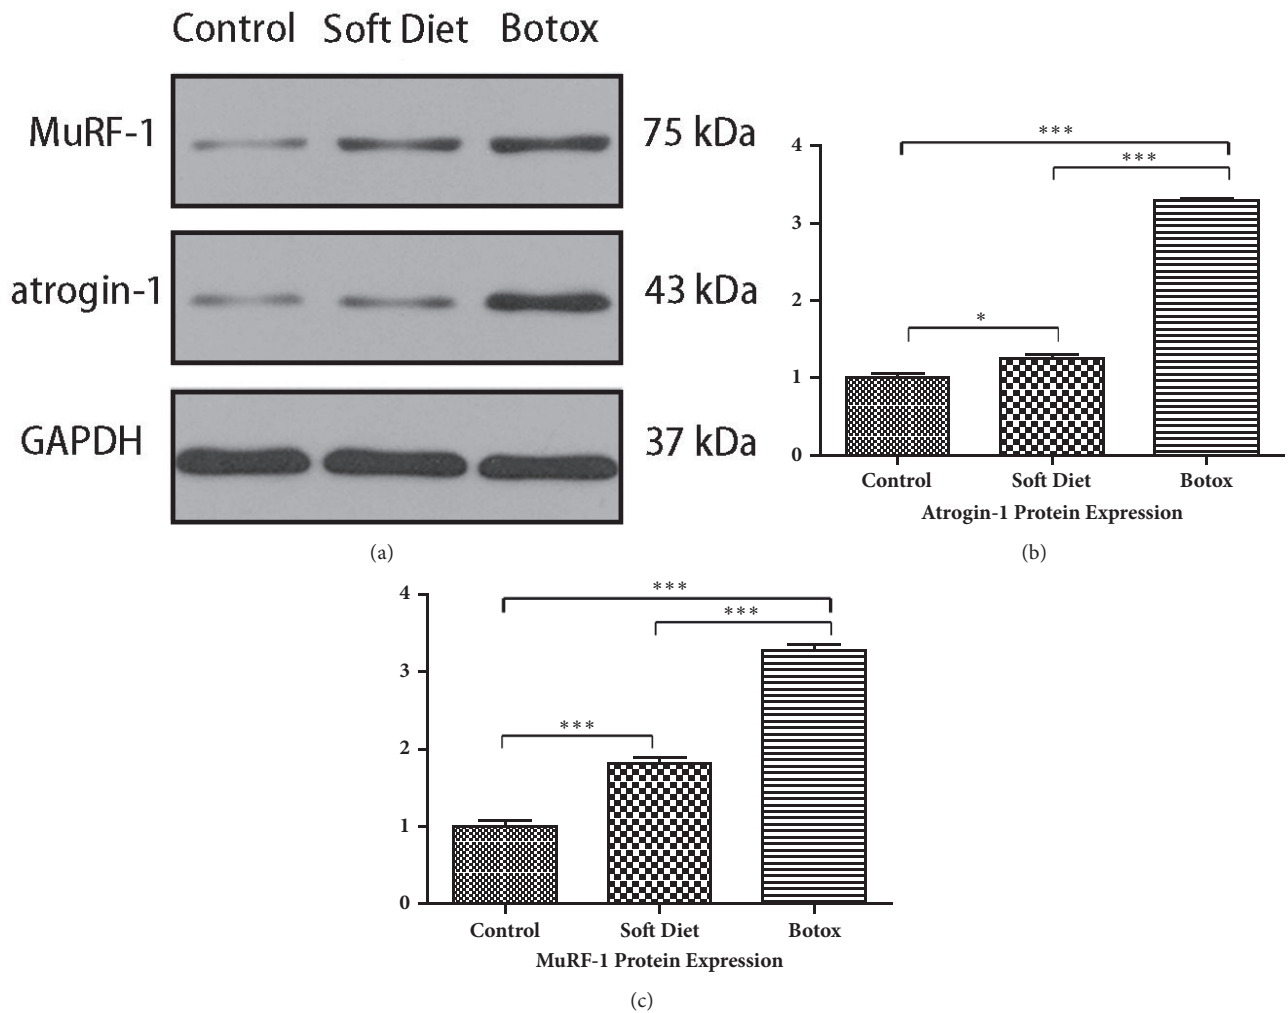 Control Soft Diet Botox
MuRF-1 75 kDa
atrogin-1 43 kDa
GAPDH 37 kDa
(a)
***
***
*
4
3
2
1
0
Control Soft Diet Botox
Atrogin-1 Protein Expression
(b)
***
***
***
4
3
2
1
0
Control Soft Diet Botox
MuRF-1 Protein Expression
(c)